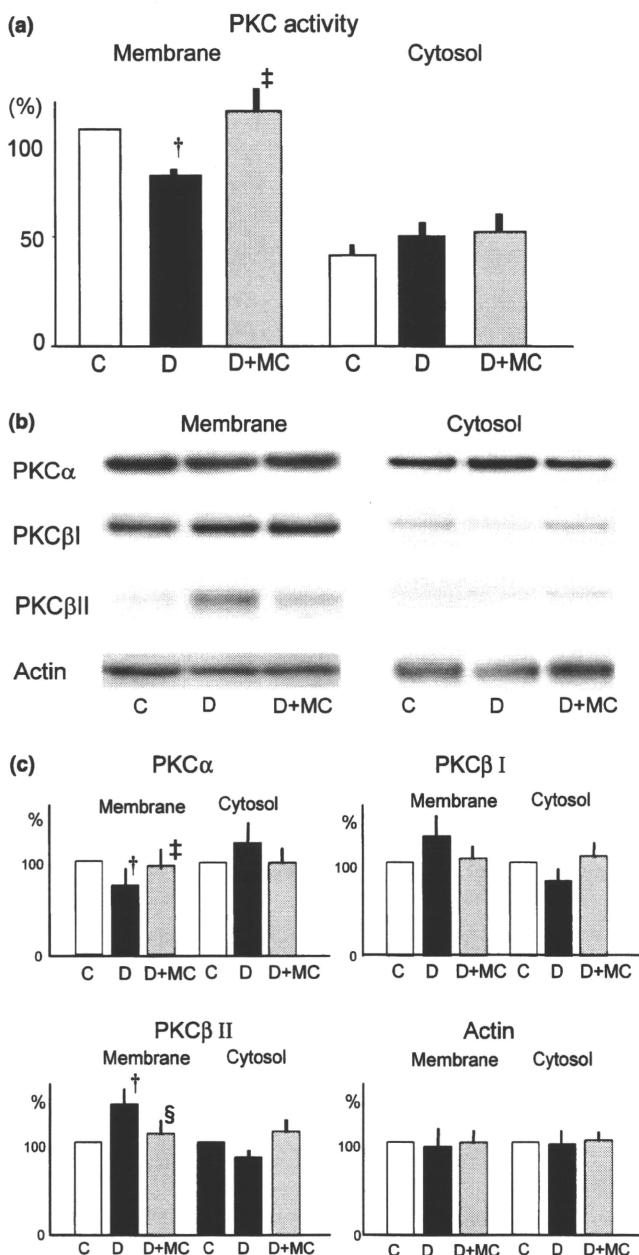 (a) PKC activity
Membrane Cytosol
(%)
‡
100
†
50
0
C D D+MC C D D+MC
(b) Membrane Cytosol
PKCα
PKCβI
PKCβII
Actin
C D D+MC C D D+MC
(c) PKCα PKCβ I
% Membrane Cytosol % Membrane Cytosol
100 † ‡ 100
0 0
C D D+MC C D D+MC C D D+MC C D D+MC
PKCβ II Actin
Membrane Cytosol Membrane Cytosol
% † § %
100 100
0 0
C D D+MC C D D+MC C D D+MC C D D+MC